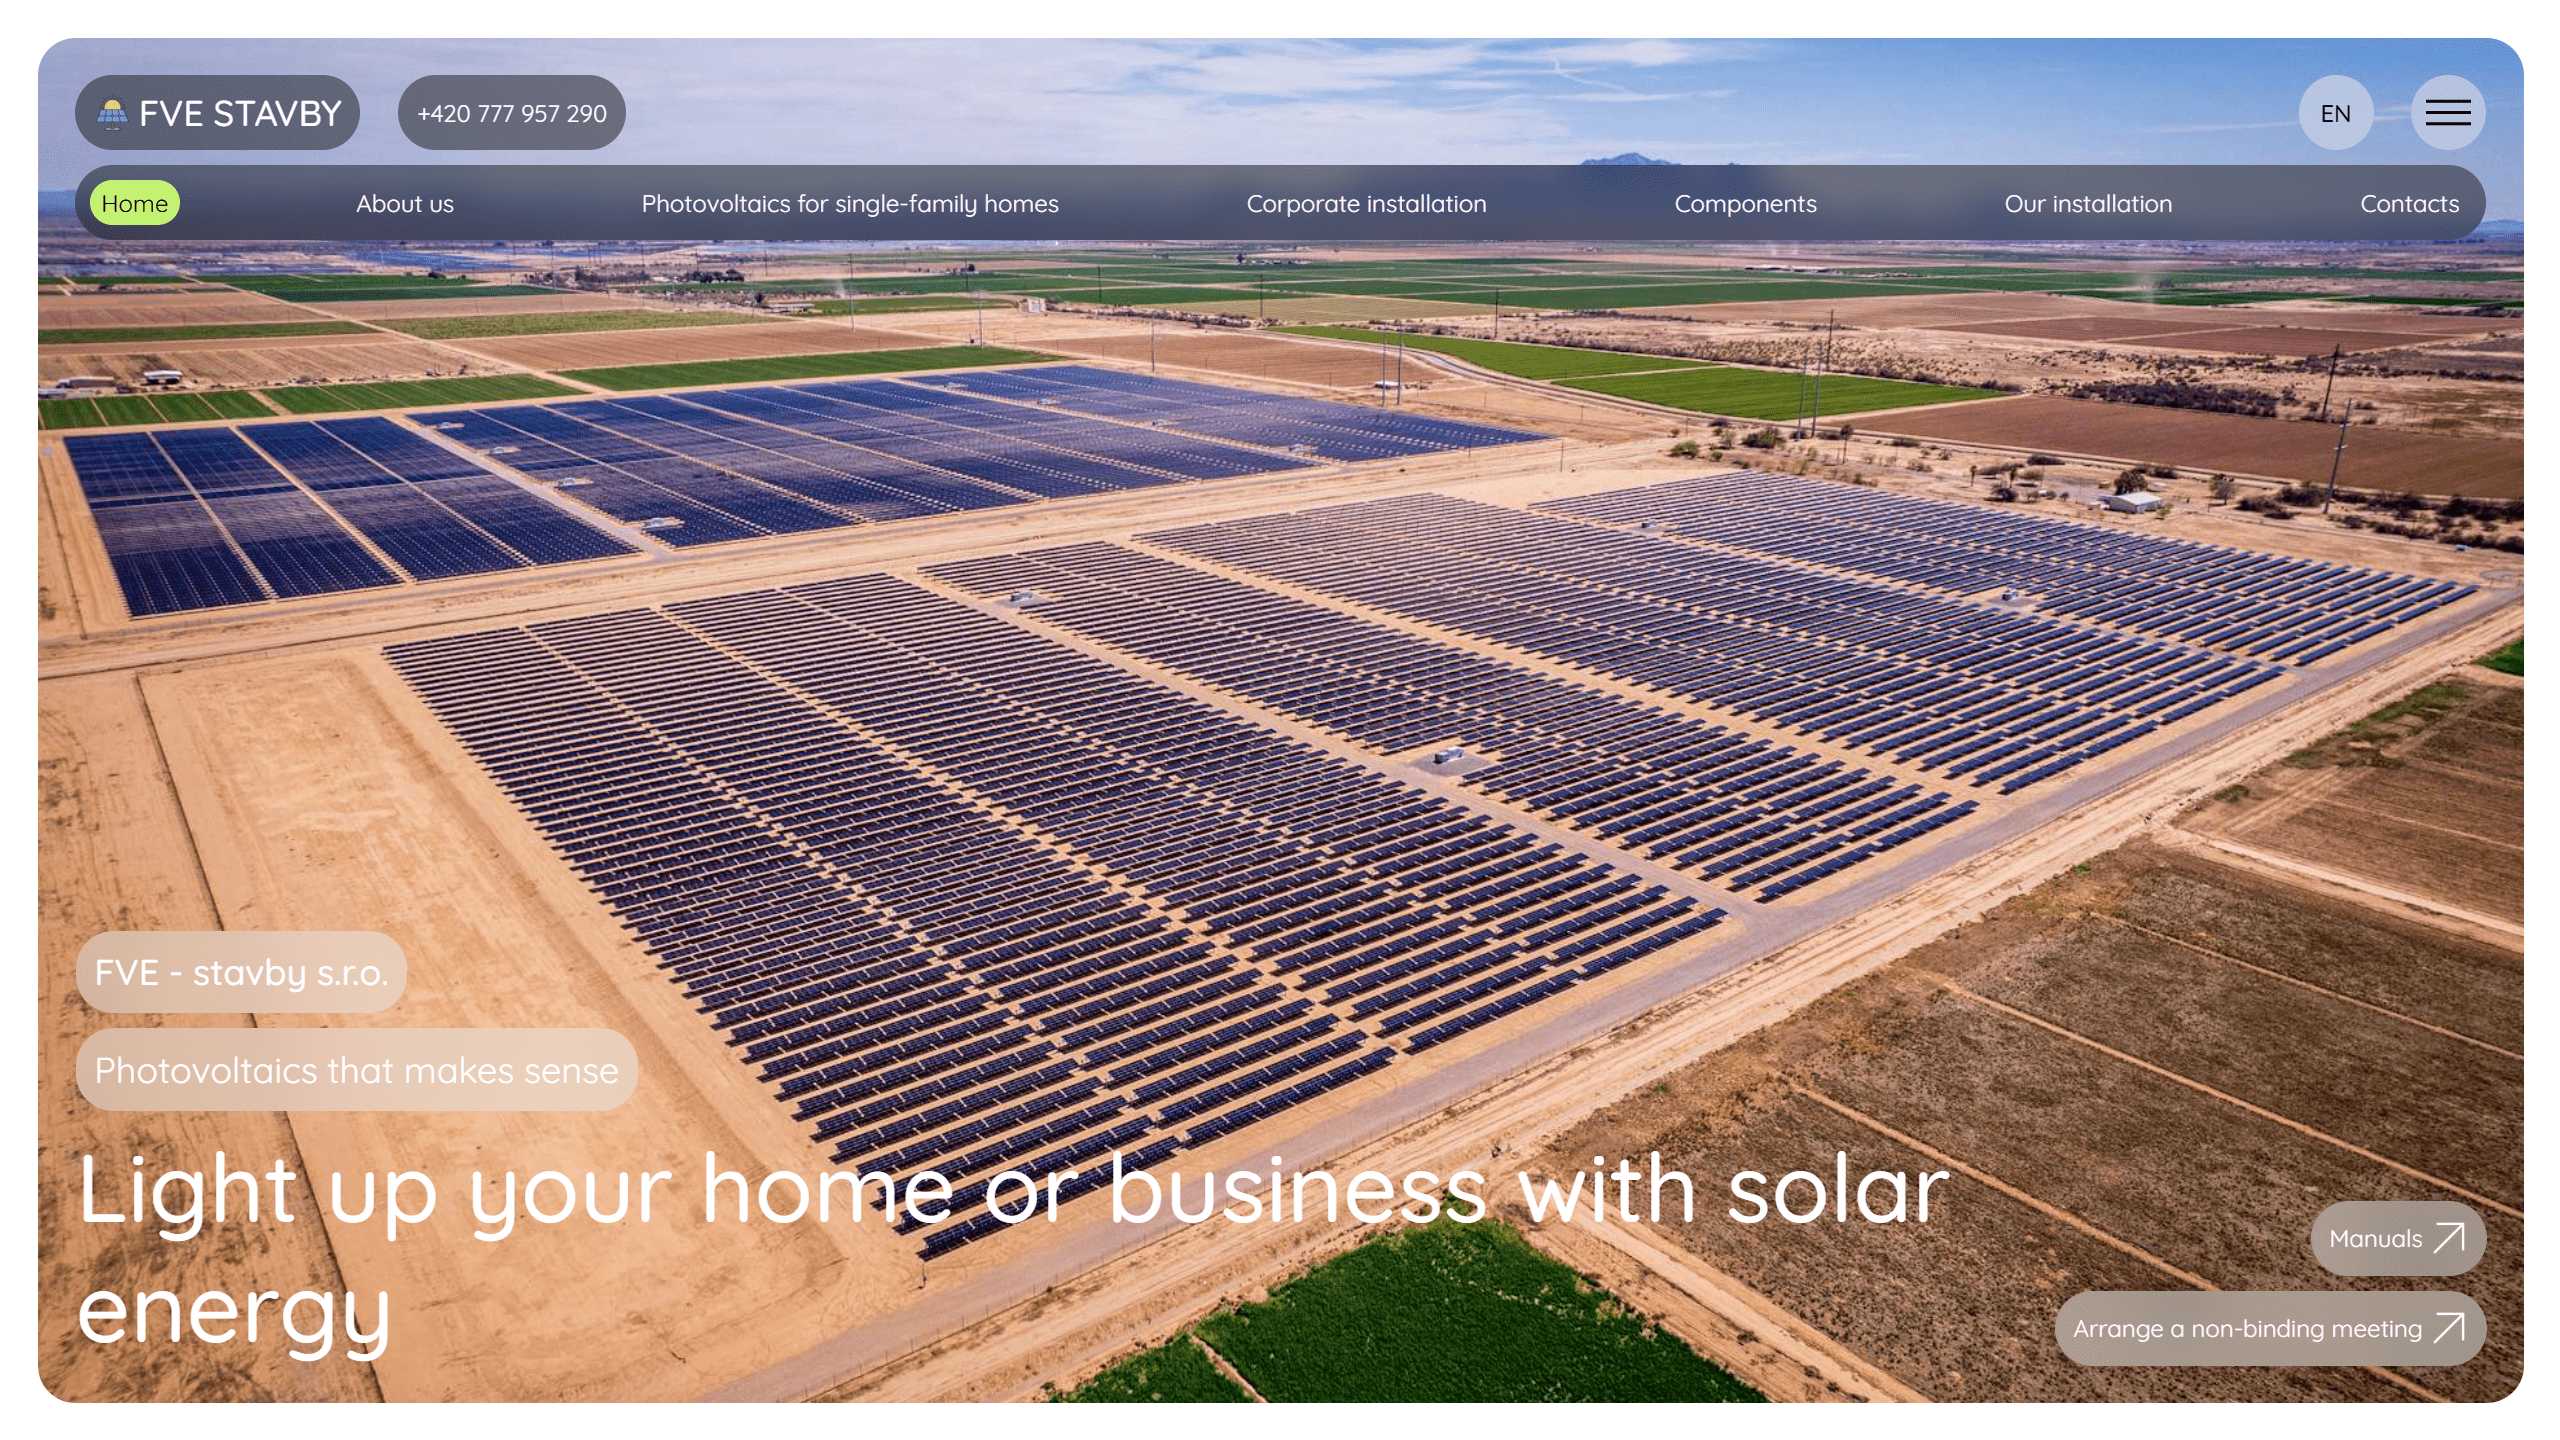 FVE STAVBY
+420 777 957 290
EN
Home
About us
Photovoltaics for single-family homes
Corporate installation
Components
Our installation
Contacts
FVE - stavby s.r.o.
Photovoltaics that makes sense
Light up your home or business with solar
energy
Manuals
Arrange a non-binding meeting